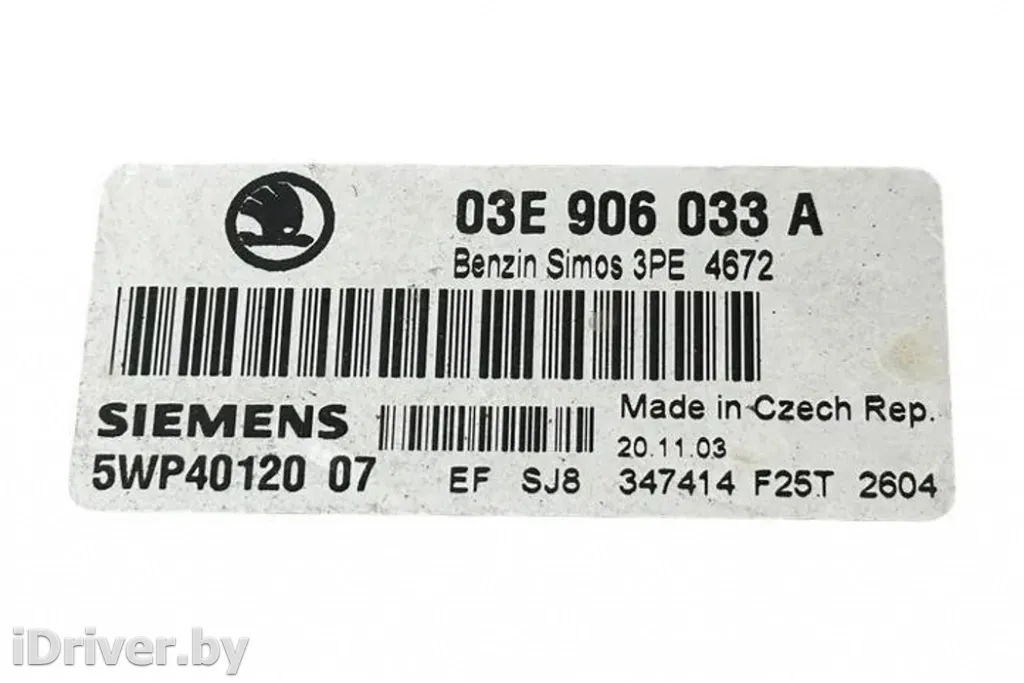 03E 906 033 A
Benzin Simos 3PE 4672
SIEMENS
Made in Czech Rep.
20.11.03
5WP40120 07
EF SJ8 347414 F25T 2604
iDriver.by